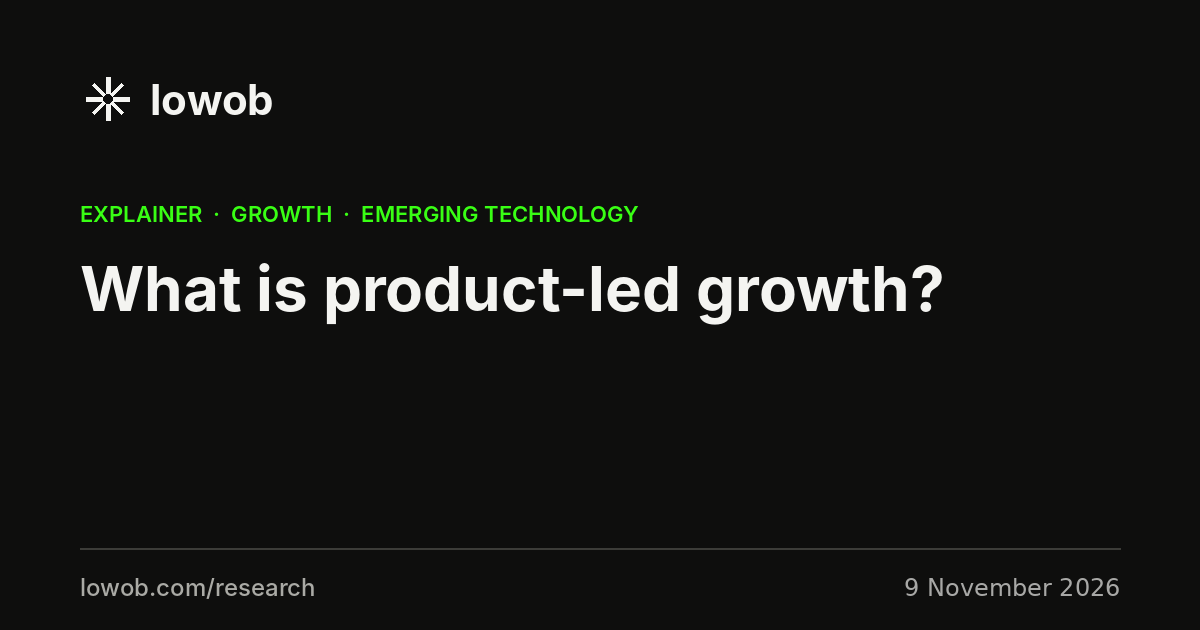 lowob
EXPLAINER · GROWTH · EMERGING TECHNOLOGY
What is product-led growth?
lowob.com/research
9 November 2026